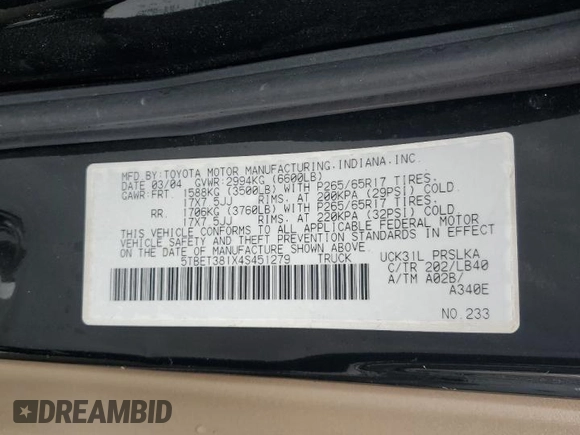 MFD.BY:TOYOTA MOTOR MANUFACTURING,INDIANA,INC.
DATE 03/04 GVWR:2994KG (6600LB)
GAWR:FRT. 1588KG (3500LB) WITH P265/65R17 TIRES,
17X7.5JJ RIMS, AT 200KPA (29PSI) COLD.
RR. 1706KG (3760LB) WITH P265/65R17 TIRES,
17X7.5JJ RIMS, AT 220KPA (32PSI) COLD.
THIS VEHICLE CONFORMS TO ALL APPLICABLE FEDERAL MOTOR
VEHICLE SAFETY AND THEFT PREVENTION STANDARDS IN EFFECT
ON THE DATE OF MANUFACTURE SHOWN ABOVE.
5TBET381X4S451279 TRUCK
UCK31L PRSLKA
C/TR 202/LB40
A/TM A02B/
A340E
NO.233
DREAMBID